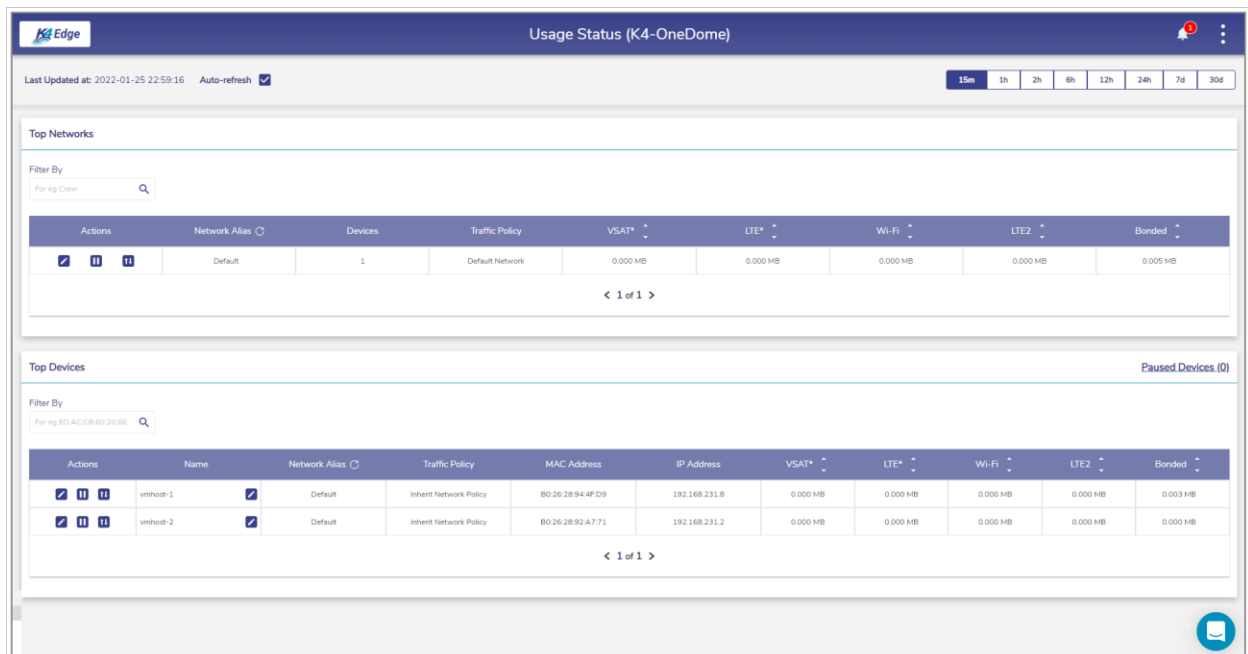 K4 Edge
Usage Status (K4-OneDome)
1
Last Updated at: 2022-01-25 22:59:16 Auto-refresh
15m 1h 2h 6h 12h 24h 7d 30d
Top Networks
Filter By
For eg Crew
Actions Network Alias Devices Traffic Policy VSAT* LTE* Wi-Fi LTE2 Bonded
Default 1 Default Network 0.000 MB 0.000 MB 0.000 MB 0.000 MB 0.005 MB
< 1 of 1 >
Top Devices Paused Devices (0)
Filter By
For eg ED:AC:CB:60:20:66
Actions Name Network Alias Traffic Policy MAC Address IP Address VSAT* LTE* Wi-Fi LTE2 Bonded
vmhost-1 Default Inherit Network Policy B0:26:28:94:4F:D9 192.168.231.8 0.000 MB 0.000 MB 0.000 MB 0.000 MB 0.003 MB
vmhost-2 Default Inherit Network Policy B0:26:28:92:A7:71 192.168.231.2 0.000 MB 0.000 MB 0.000 MB 0.000 MB 0.000 MB
< 1 of 1 >